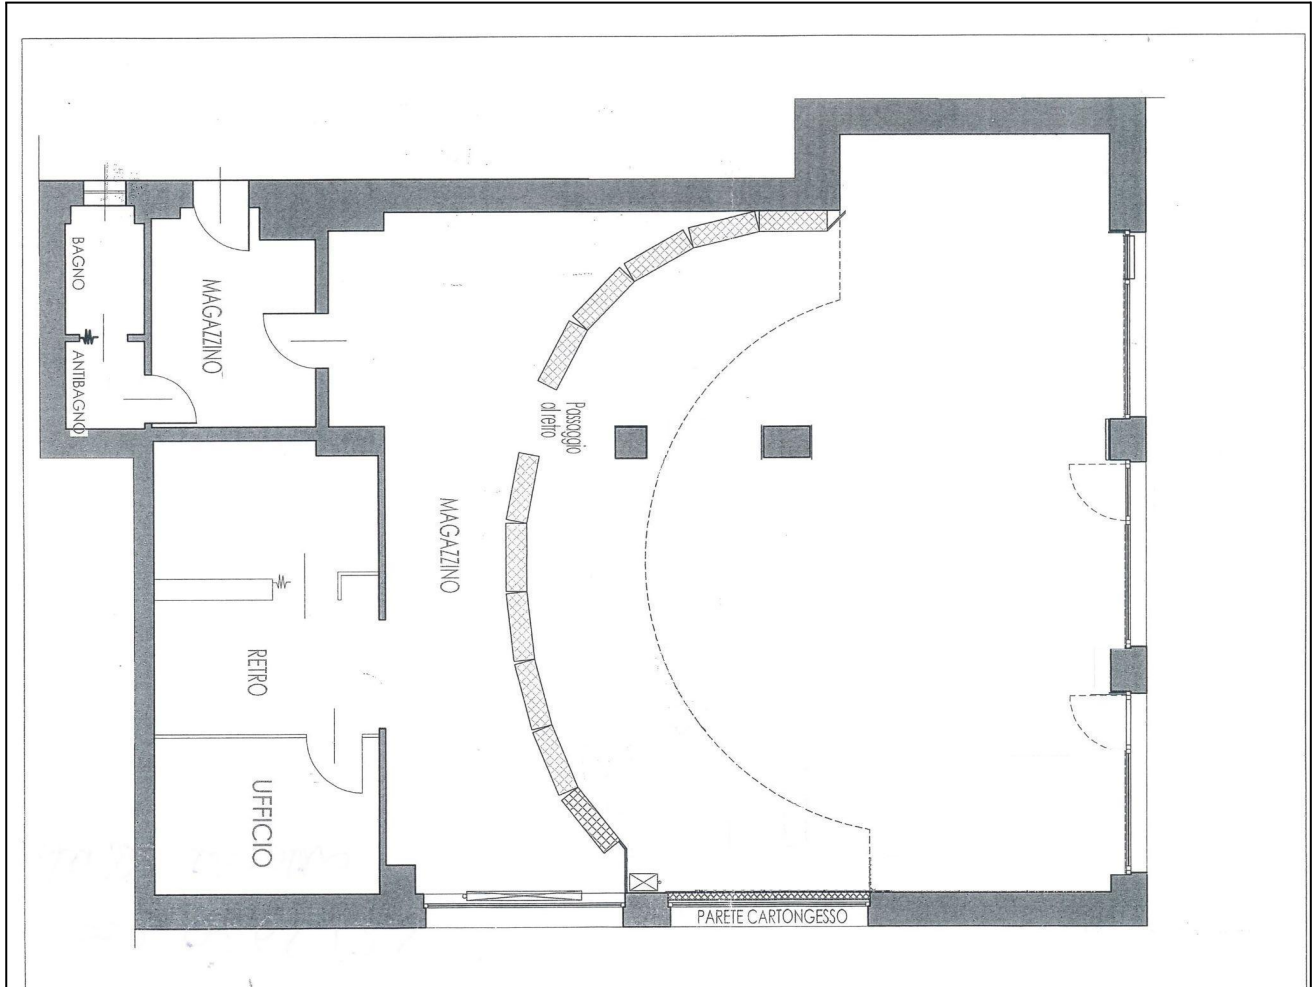 BAGNO
ANTIBAGNO
MAGAZZINO
Passaggio
al retro
MAGAZZINO
RETRO
UFFICIO
PARETE CARTONGESSO